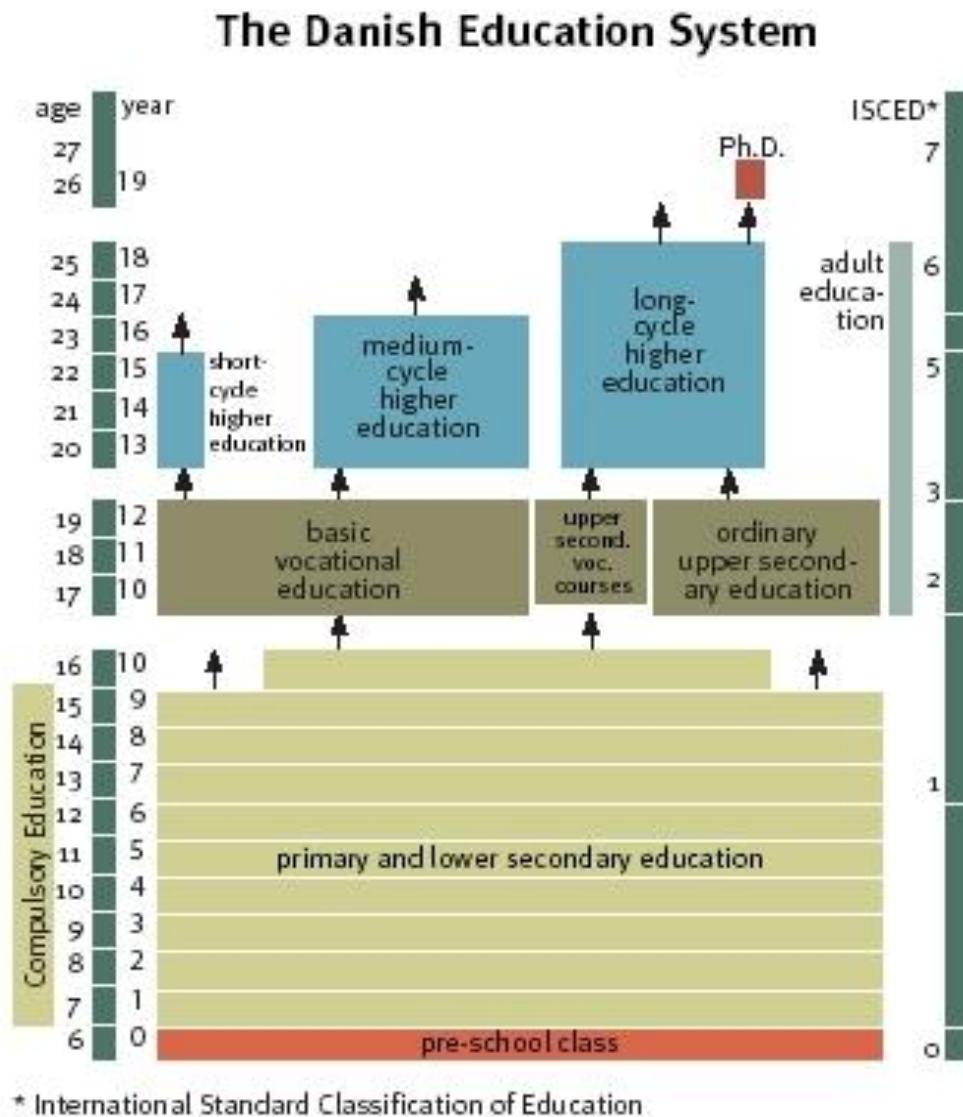 The Danish Education System
age
year
ISCED*
27
26
19
Ph.D.
7
25
18
24
17
23
16
22
15
21
14
20
13
short-
cycle
higher
education
medium-
cycle
higher
education
long-
cycle
higher
education
adult
educa-
tion
6
5
3
19
12
18
11
17
10
basic
vocational
education
upper
second.
voc.
courses
ordinary
upper second-
ary education
2
Compulsory Education
16
10
15
9
14
8
13
7
12
6
11
5
10
4
9
3
8
2
7
1
6
0
primary and lower secondary education
pre-school class
1
0
* International Standard Classification of Education